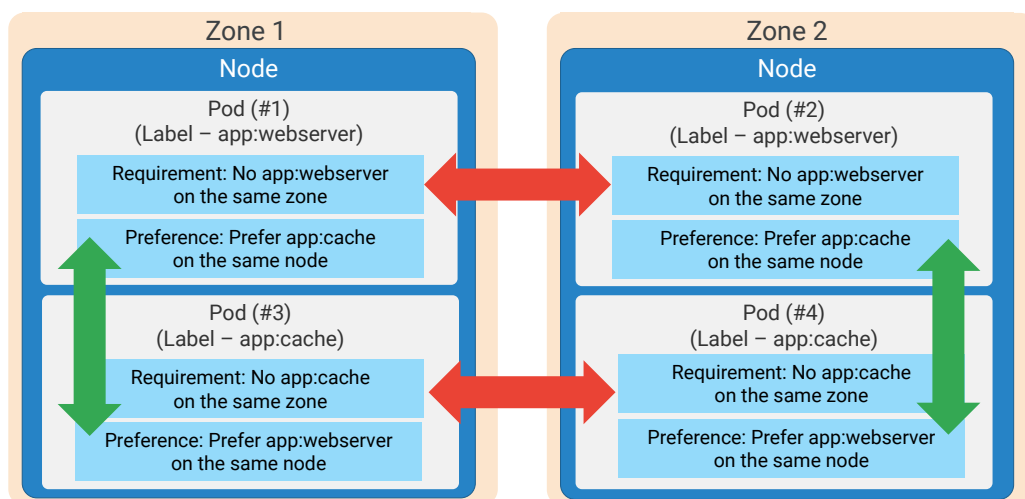 Zone 1
Node
Pod (#1)
(Label – app:webserver)
Requirement: No app:webserver
on the same zone
Preference: Prefer app:cache
on the same node
Pod (#3)
(Label – app:cache)
Requirement: No app:cache
on the same zone
Preference: Prefer app:webserver
on the same node
Zone 2
Node
Pod (#2)
(Label – app:webserver)
Requirement: No app:webserver
on the same zone
Preference: Prefer app:cache
on the same node
Pod (#4)
(Label – app:cache)
Requirement: No app:cache
on the same zone
Preference: Prefer app:webserver
on the same node